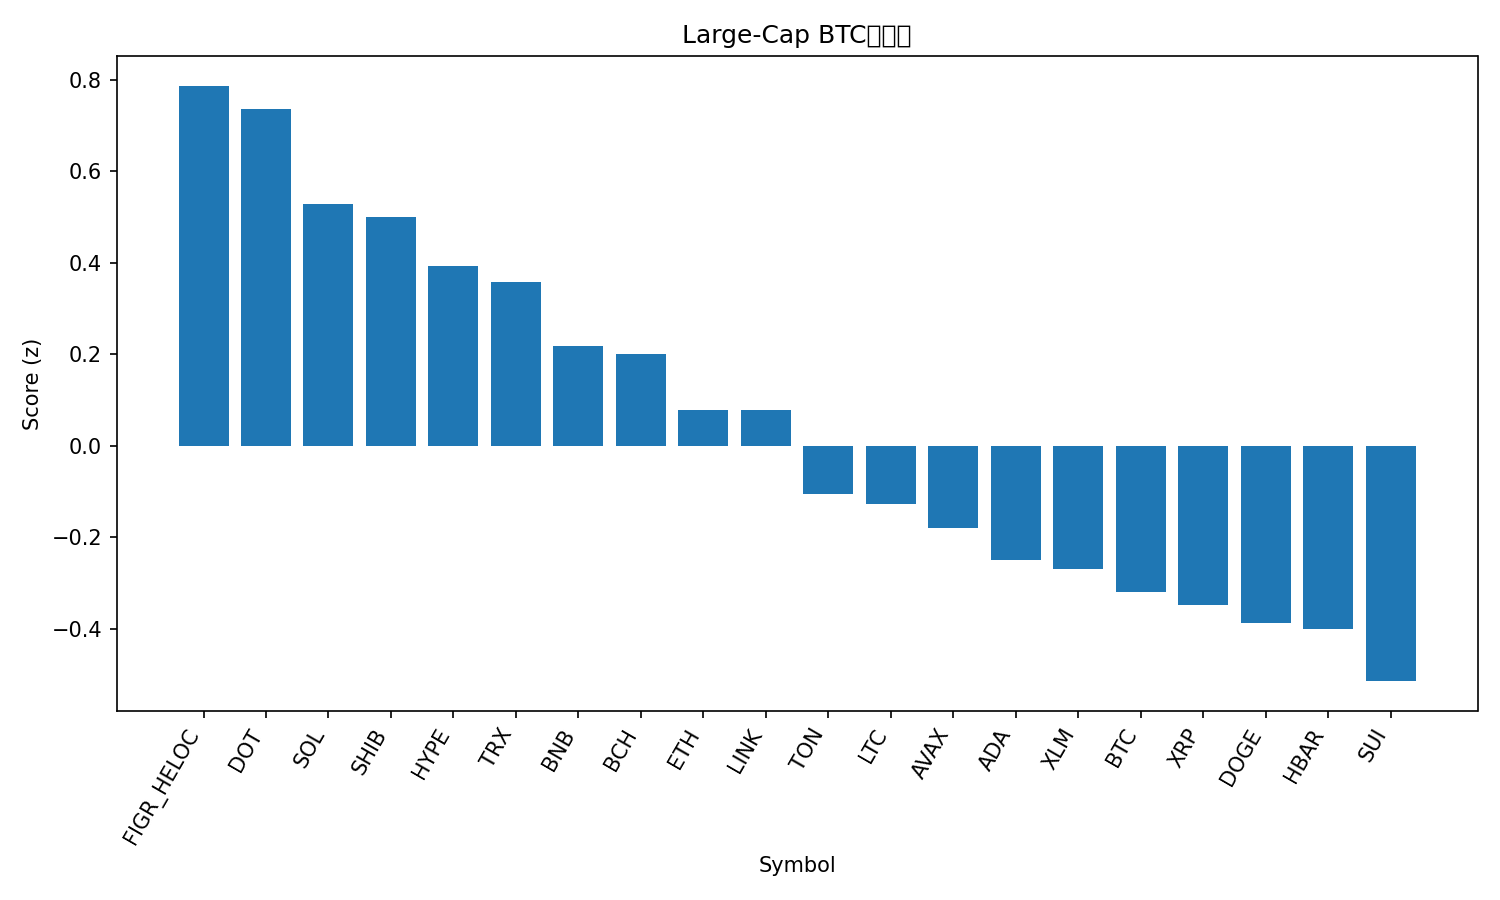 Large-Cap BTC
Score (z)
0.8
0.6
0.4
0.2
0.0
−0.2
−0.4
FIGR_HELOC
DOT
SOL
SHIB
HYPE
TRX
BNB
BCH
ETH
LINK
TON
LTC
AVAX
ADA
XLM
BTC
XRP
DOGE
HBAR
SUI
Symbol